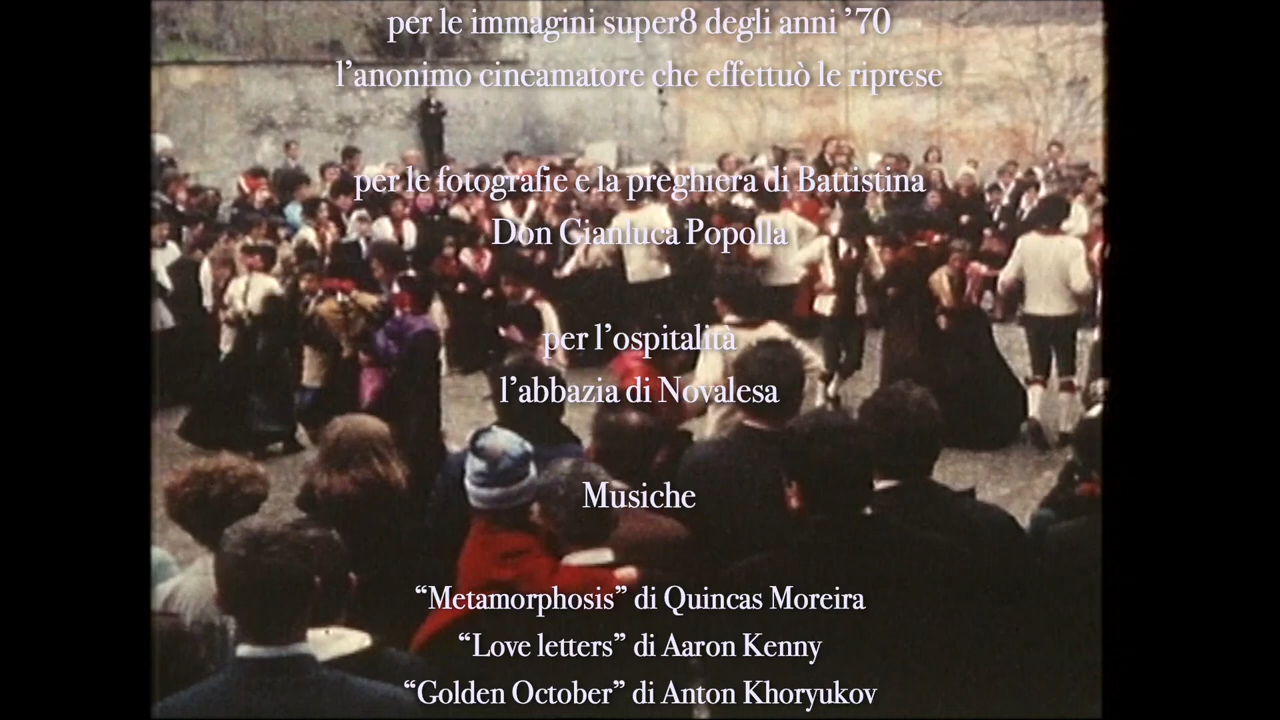 per le immagini super8 degli anni ’70
l’anonimo cineamatore che effettuò le riprese
per le fotografie e la preghiera di Battistina
Don Gianluca Popolla
per l’ospitalità
l’abbazia di Novalesa
Musiche
“Metamorphosis” di Quincas Moreira
“Love letters” di Aaron Kenny
“Golden October” di Anton Khoryukov